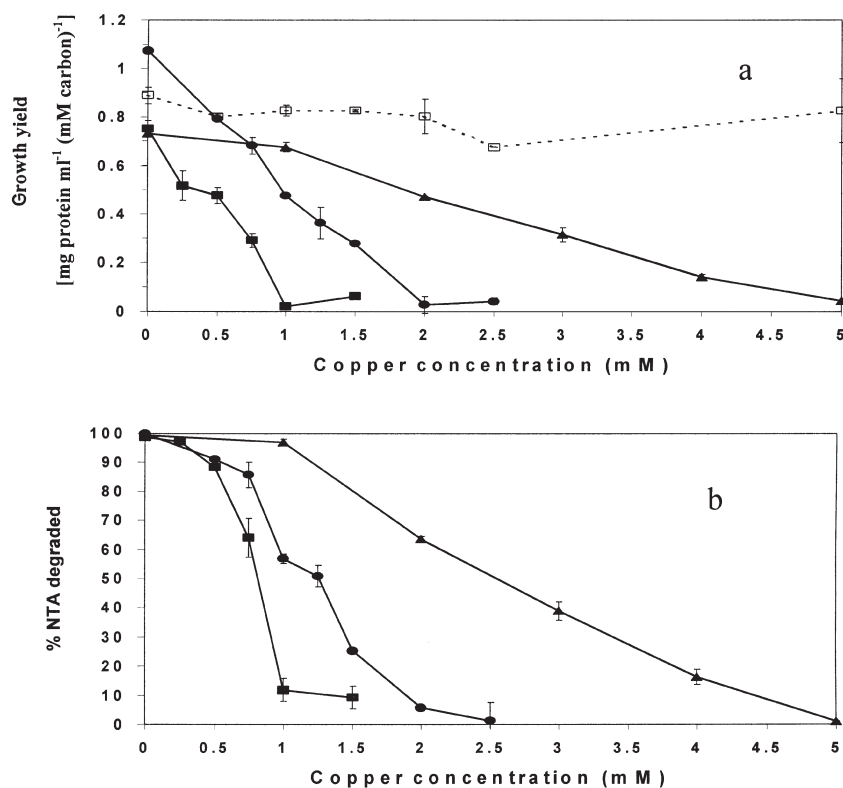 1.2
1
0.8
0.6
0.4
0.2
0
Growth yield
[mg protein ml⁻¹ (mM carbon)⁻¹
a
0 0.5 1 1.5 2 2.5 3 3.5 4 4.5 5
Copper concentration (mM)
100
90
80
70
60
50
40
30
20
10
0
% NTA degraded
b
0 0.5 1 1.5 2 2.5 3 3.5 4 4.5 5
Copper concentration (mM)